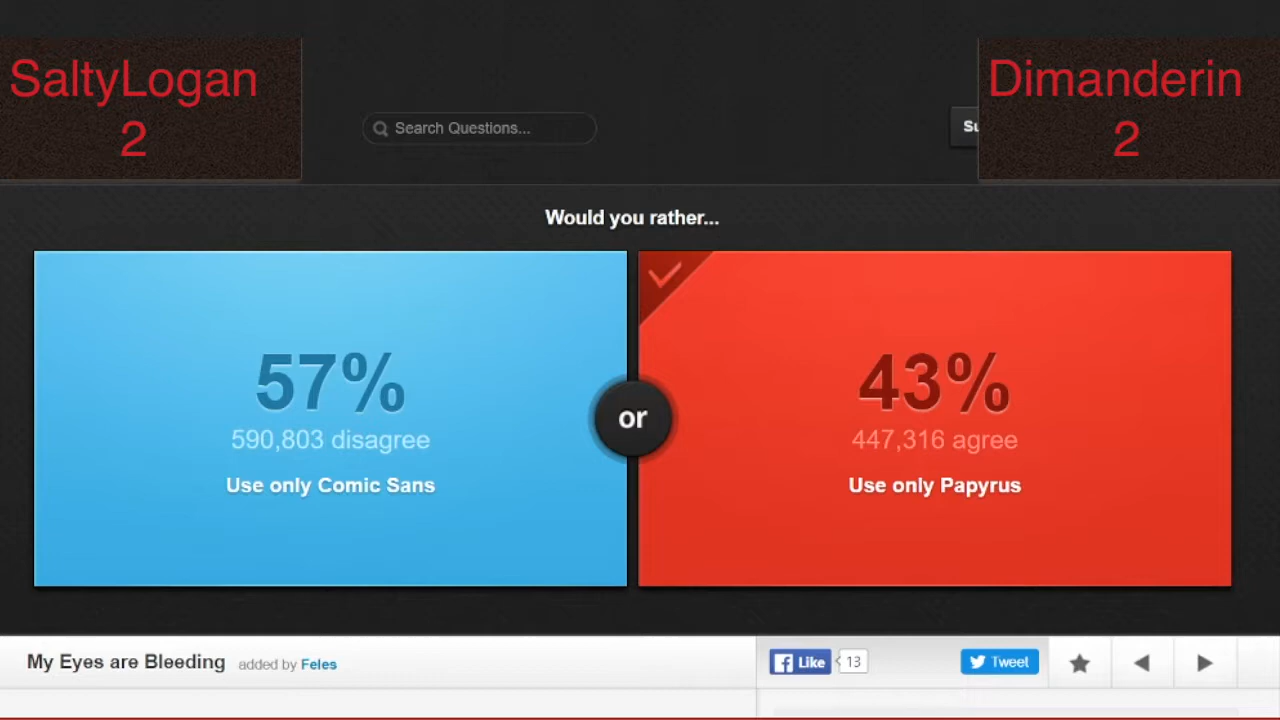 SaltyLogan
2
Search Questions...
Su
Dimanderin
2
Would you rather...
57%
590,803 disagree
Use only Comic Sans
or
43%
447,316 agree
Use only Papyrus
My Eyes are Bleeding added by Feles
Like 13
Tweet